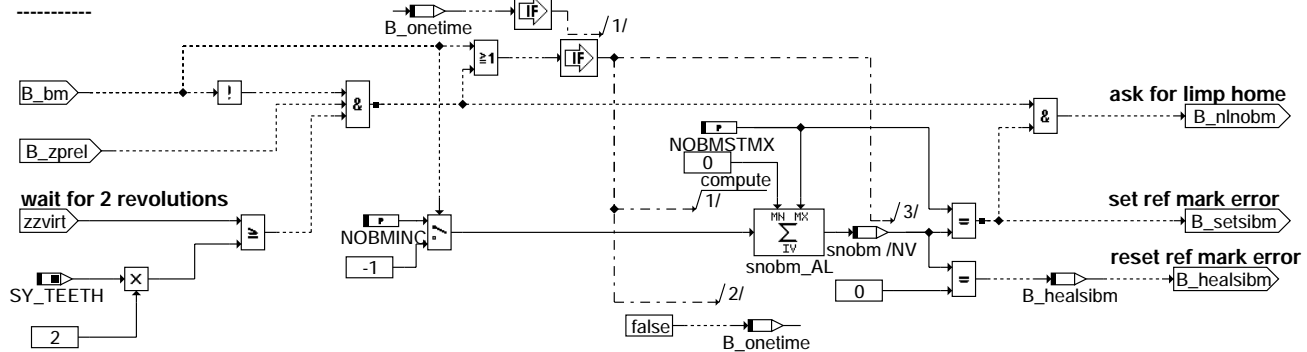 B_onetime
IF
/1/
B_bm
!
&
≥1
IF
ask for limp home
B_nlnobm
&
B_zprel
P
NOBMSTMX
0
compute
/1/
wait for 2 revolutions
zzvirt
≥
P
NOBMINC
-1
MN MX
Σ
IV
snobm_AL
/3/
snobm /NV
=
set ref mark error
B_setsibm
reset ref mark error
=
B_healsibm
B_healsibm
0
SY_TEETH
X
2
/2/
false
B_onetime